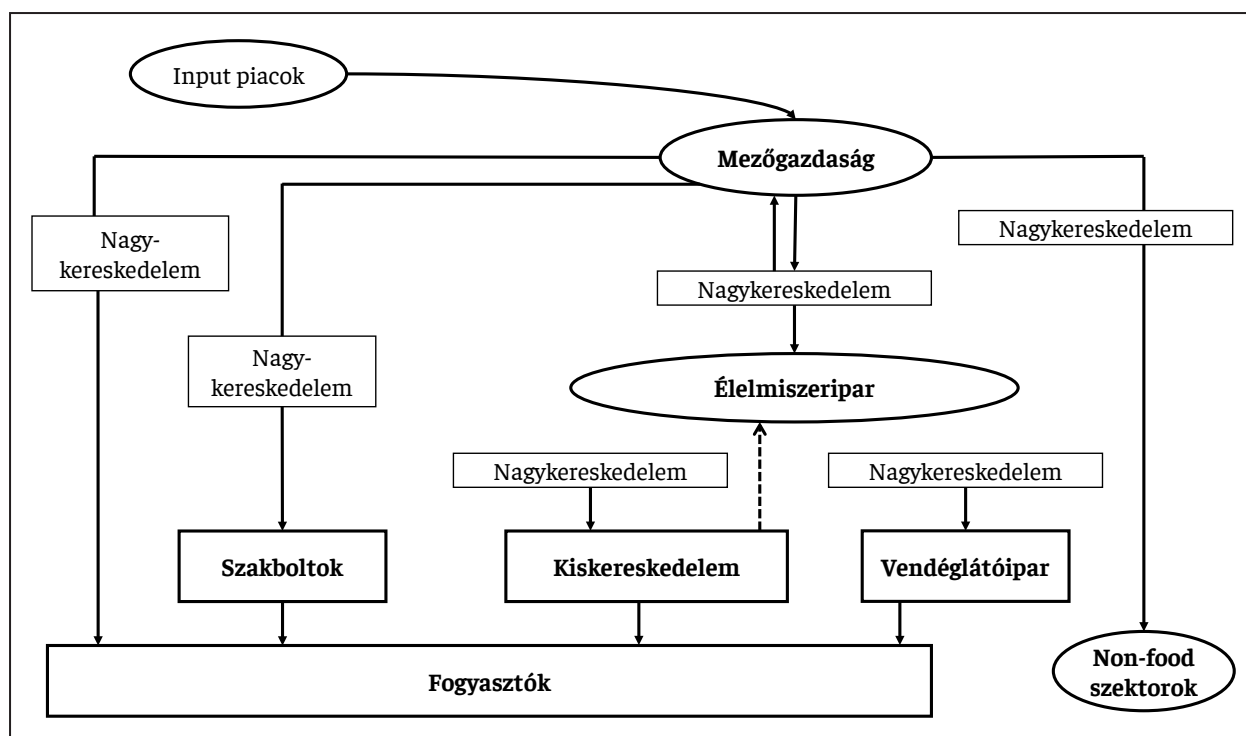 Input piacok
Mezőgazdaság
Nagy-
kereskedelem
Nagykereskedelem
Nagykereskedelem
Nagy-
kereskedelem
Élelmiszeripar
Nagykereskedelem
Nagykereskedelem
Szakboltok
Kiskereskedelem
Vendéglátóipar
Fogyasztók
Non-food
szektorok